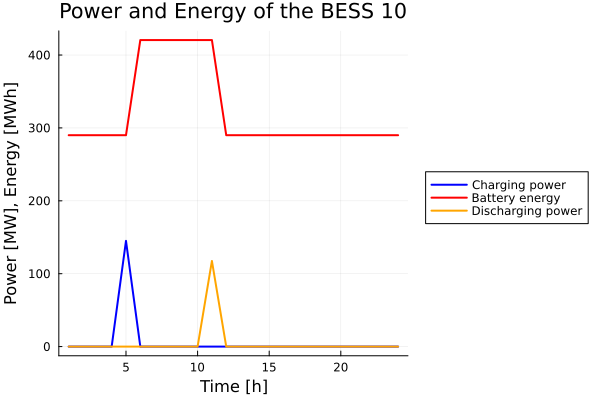 Power and Energy of the BESS 10
Power [MW], Energy [MWh]
400
300
200
100
0
5
10
15
20
Time [h]
Charging power
Battery energy
Discharging power